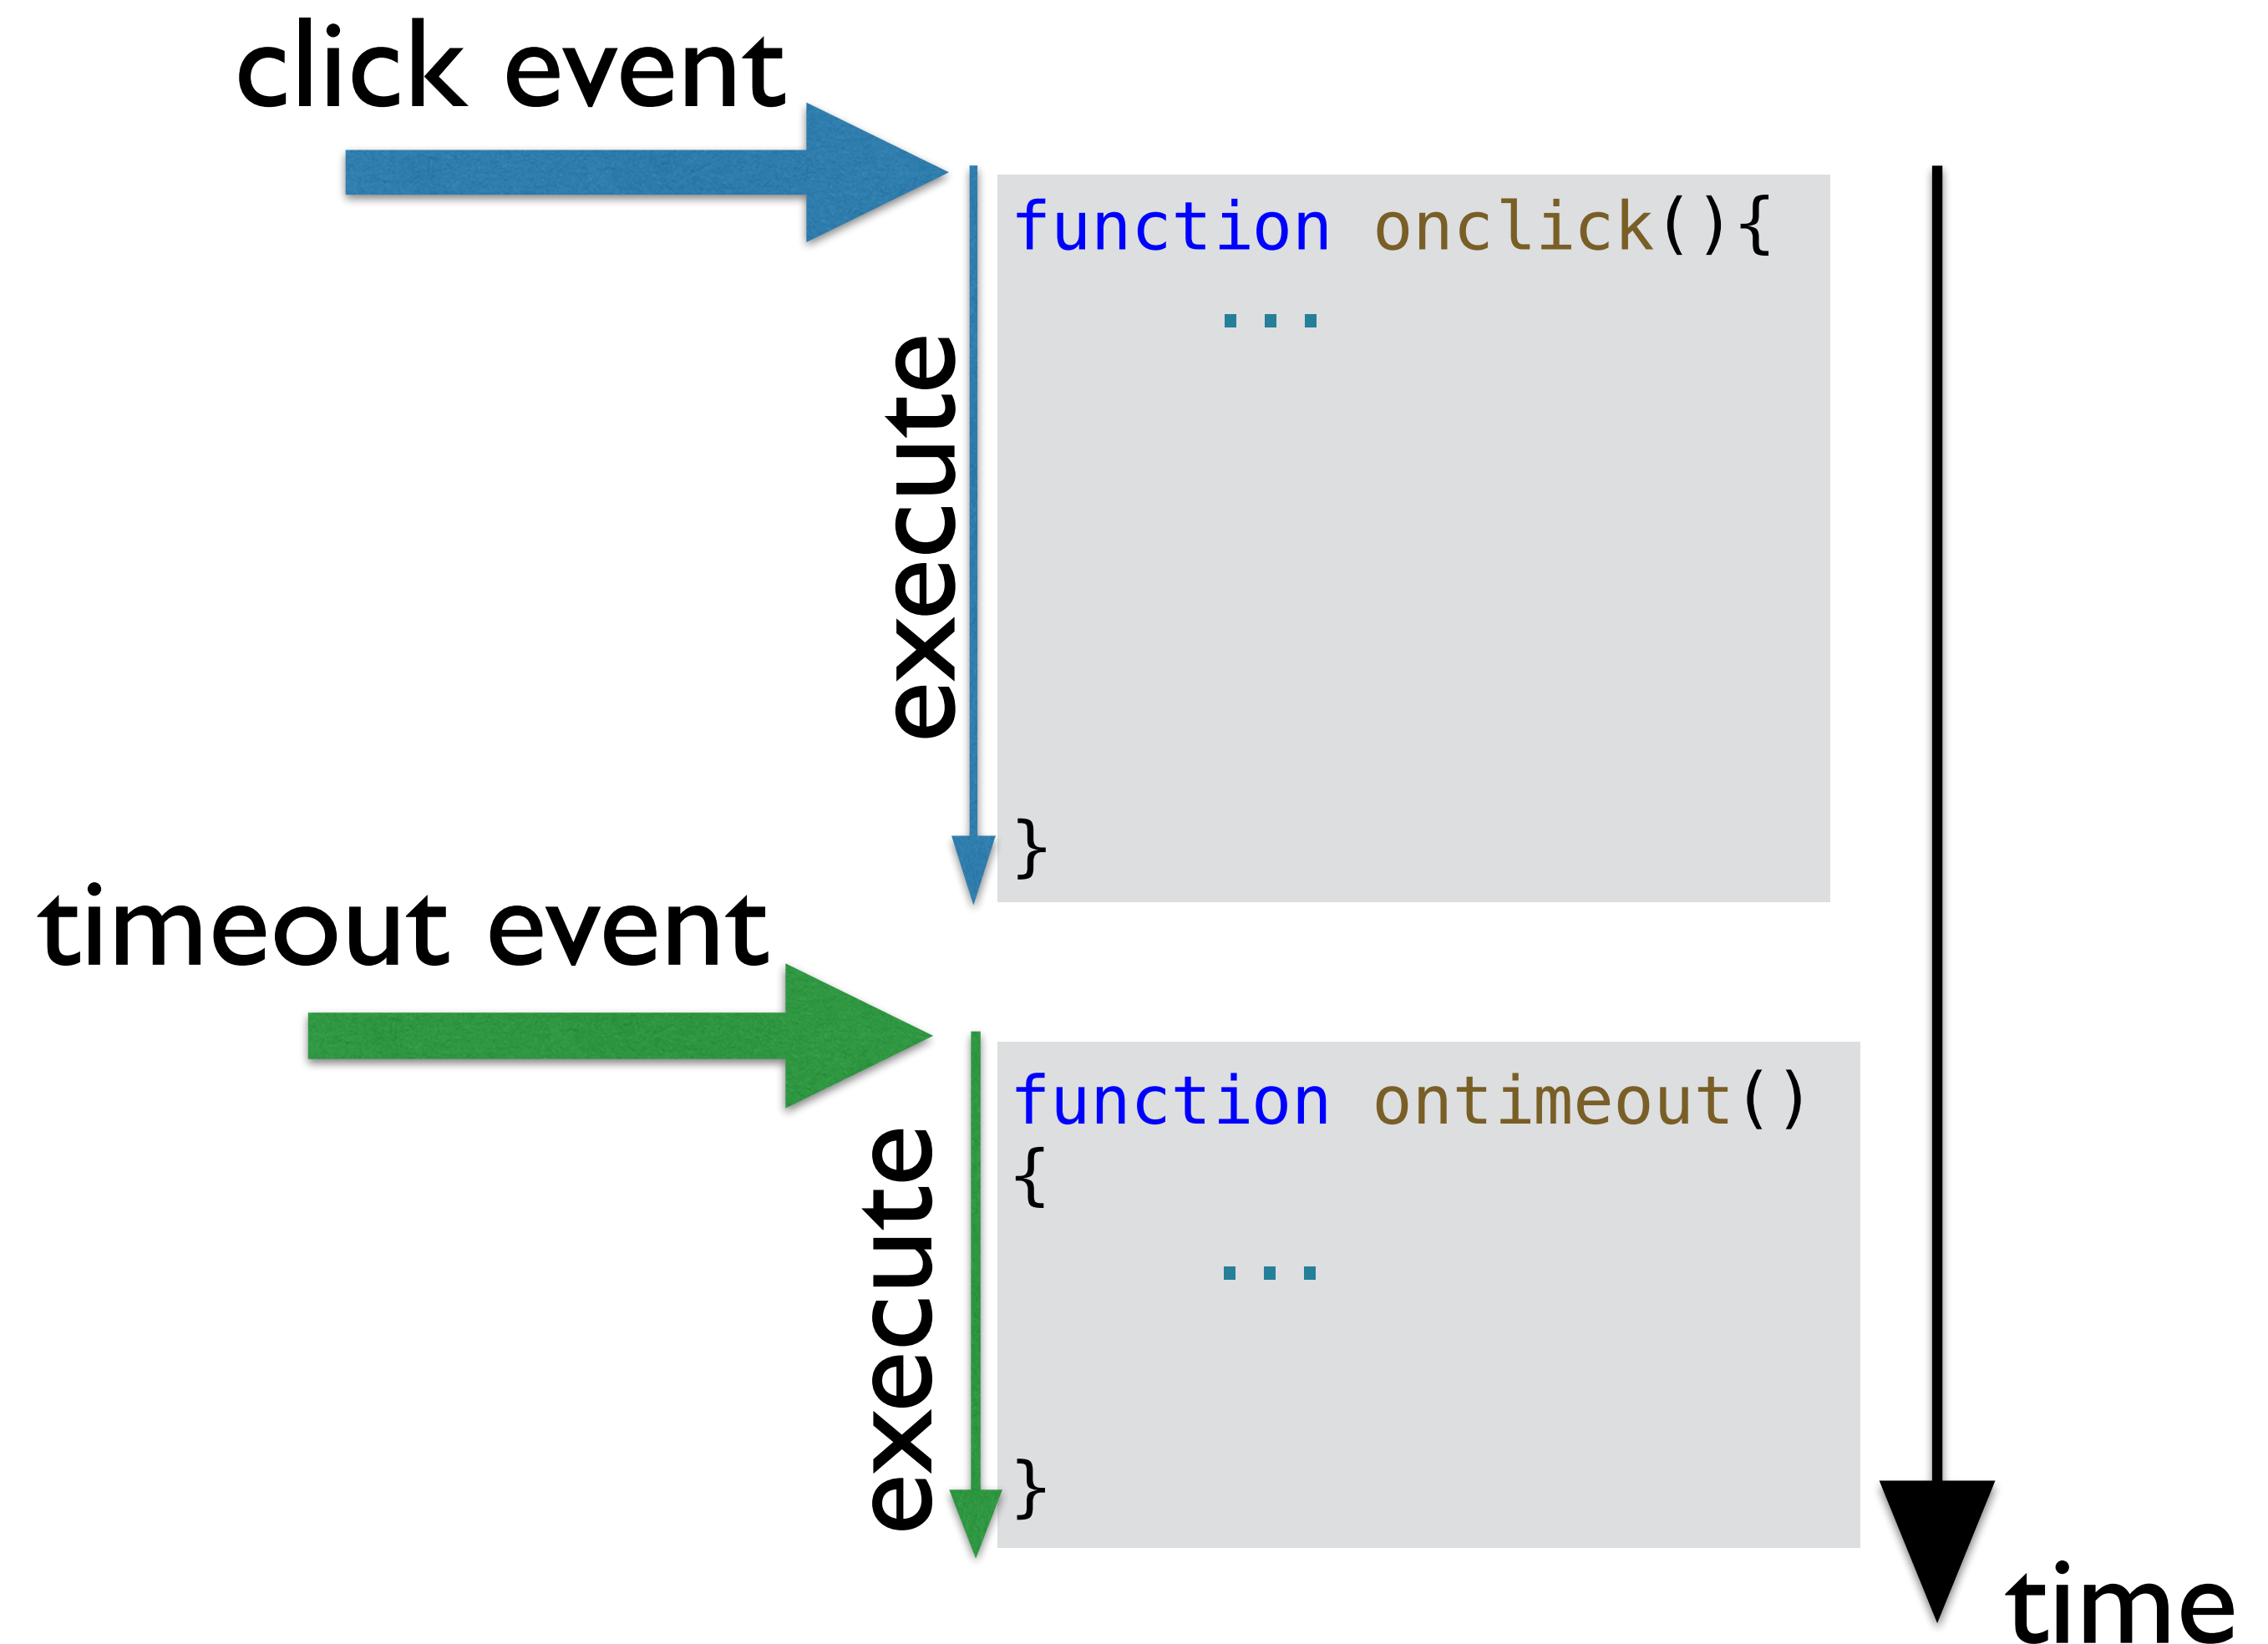 click event
function onclick(){
...
execute
}
timeout event
function ontimeout()
{
...
execute
}
time